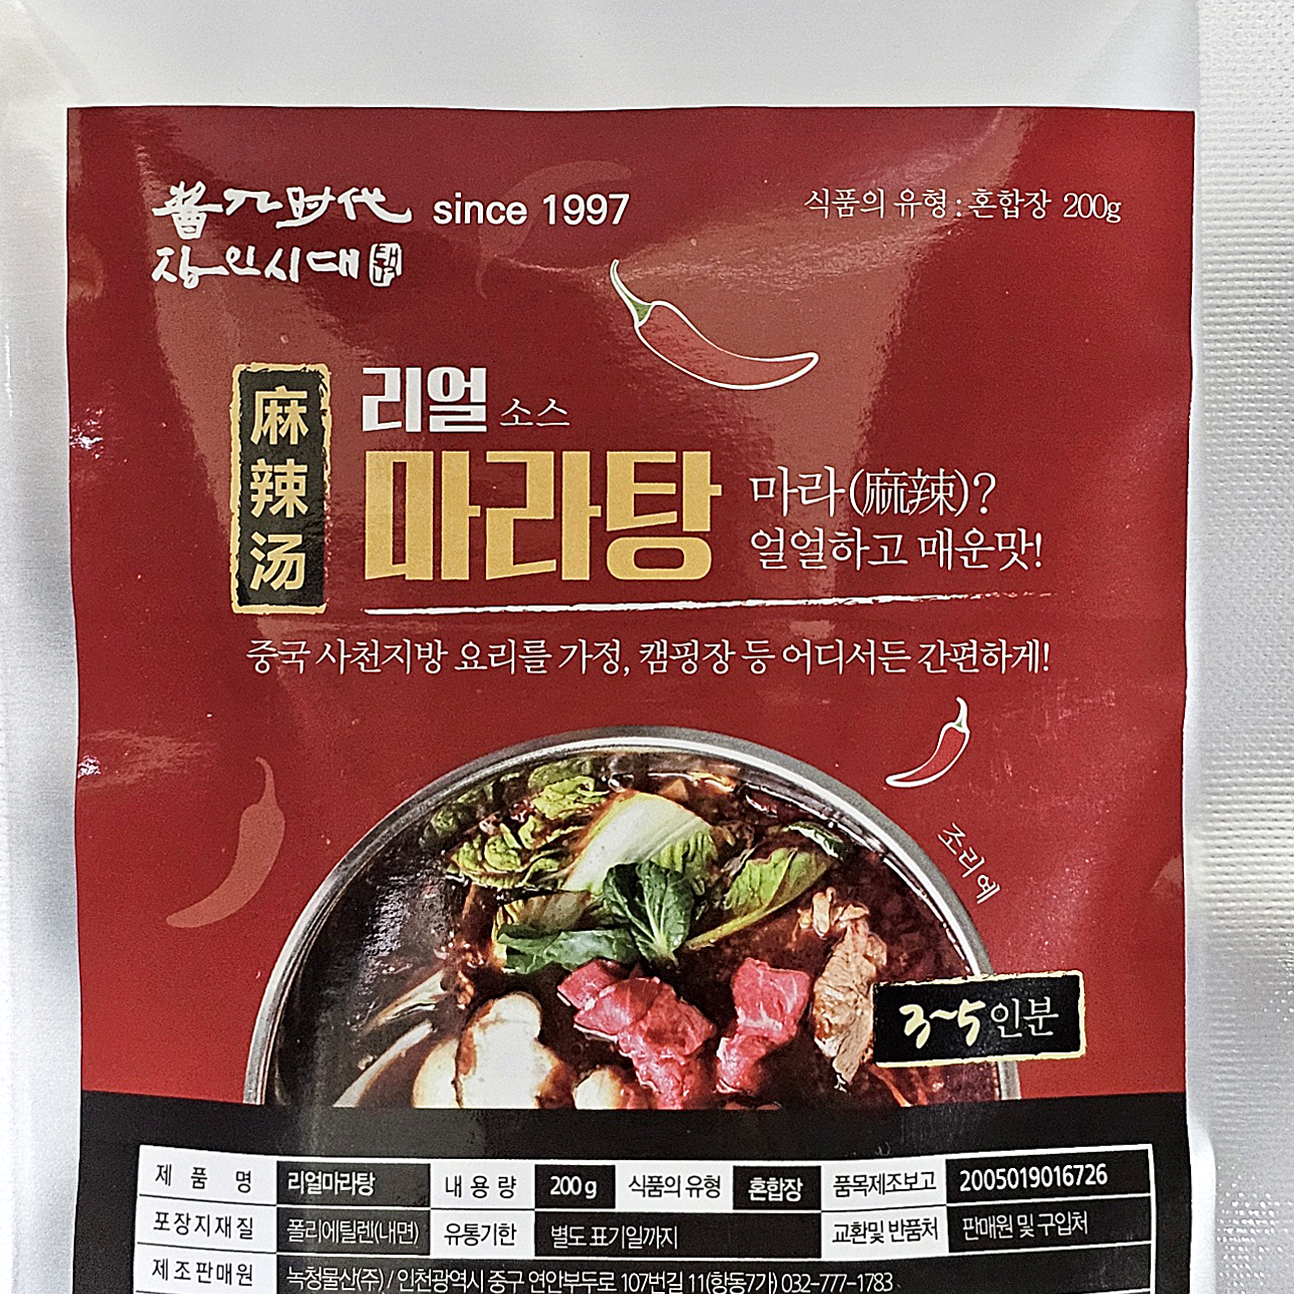 醬人时代 since 1997
장인시대
식품의 유형 : 혼합장 200g
麻辣汤
리얼 소스
마라탕
마라(麻辣)?
얼얼하고 매운맛!
중국 사천지방 요리를 가정, 캠핑장 등 어디서든 간편하게!
조리예
3~5인분
제 품 명 리얼마라탕 내 용 량 200g 식품의 유형 혼합장 품목제조보고 2005019016726
포장지재질 폴리에틸렌(내면) 유통기한 별도 표기일까지 교환및 반품처 판매원 및 구입처
제조판매원 녹청물산(주) / 인천광역시 중구 연안부두로 107번길 11(항동7가) 032-777-1783